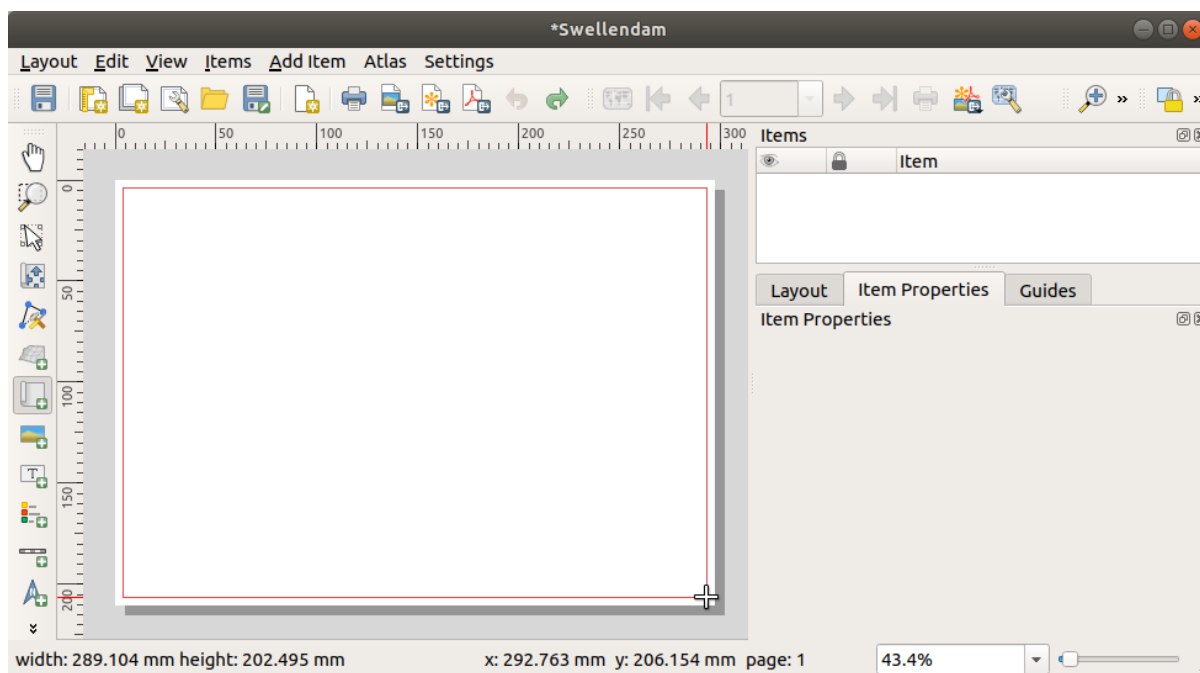 *Swellendam
Layout Edit View Items Add Item Atlas Settings
1
0 50 100 150 200 250 300
0
50
100
150
200
Items
Item
Layout Item Properties Guides
Item Properties
width: 289.104 mm height: 202.495 mm x: 292.763 mm y: 206.154 mm page: 1 43.4%